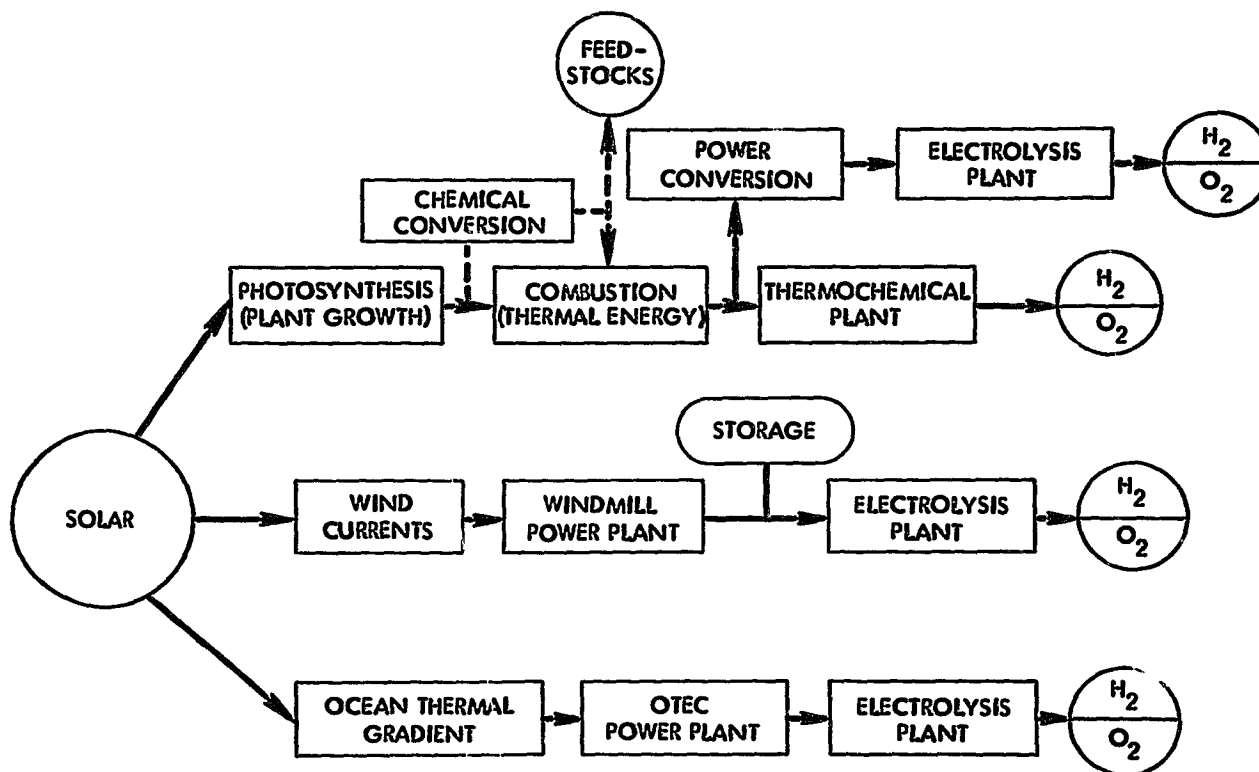 FEED-
STOCKS
POWER
CONVERSION
ELECTROLYSIS
PLANT
H2
O2
CHEMICAL
CONVERSION
PHOTOSYNTHESIS
(PLANT GROWTH)
COMBUSTION
(THERMAL ENERGY)
THERMOCHEMICAL
PLANT
H2
O2
STORAGE
SOLAR
WIND
CURRENTS
WINDMILL
POWER PLANT
ELECTROLYSIS
PLANT
H2
O2
OCEAN THERMAL
GRADIENT
OTEC
POWER PLANT
ELECTROLYSIS
PLANT
H2
O2